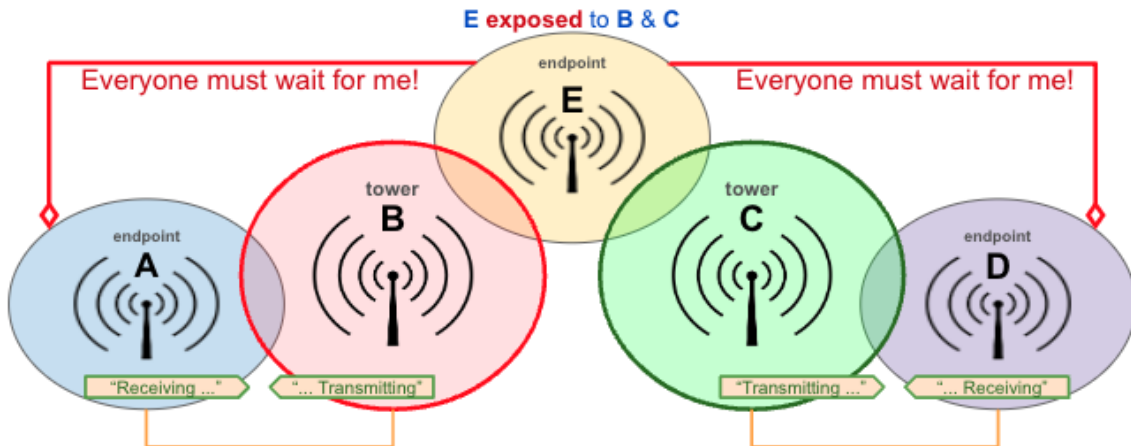 E exposed to B & C
endpoint
E
Everyone must wait for me!
Everyone must wait for me!
tower
B
tower
C
endpoint
A
endpoint
D
“Receiving ...”
“... Transmitting”
“Transmitting ...”
“... Receiving”